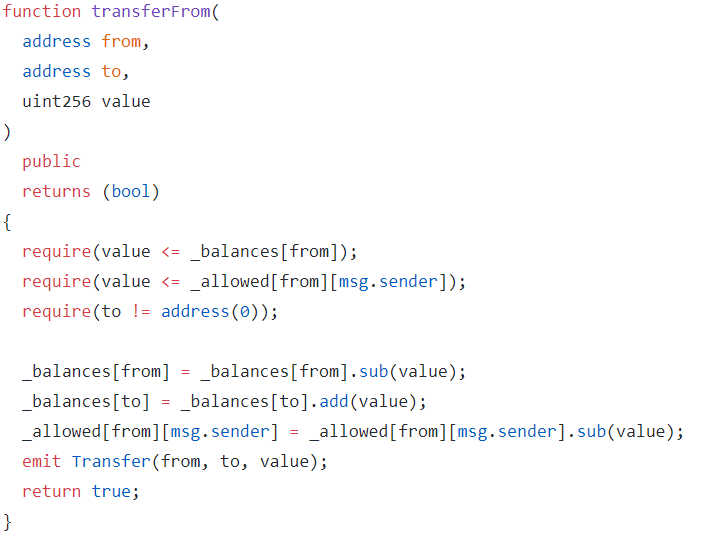 function transferFrom(
  address from,
  address to,
  uint256 value
)
  public
  returns (bool)
{
  require(value <= _balances[from]);
  require(value <= _allowed[from][msg.sender]);
  require(to != address(0));

  _balances[from] = _balances[from].sub(value);
  _balances[to] = _balances[to].add(value);
  _allowed[from][msg.sender] = _allowed[from][msg.sender].sub(value);
  emit Transfer(from, to, value);
  return true;
}